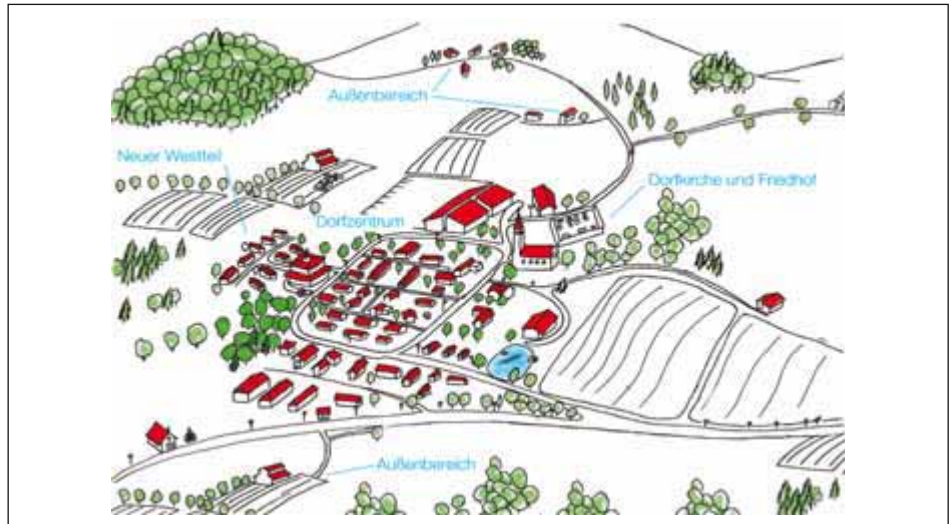 Außenbereich
Neuer Westteil
Dorfkirche und Friedhof
Dorfzentrum
Außenbereich